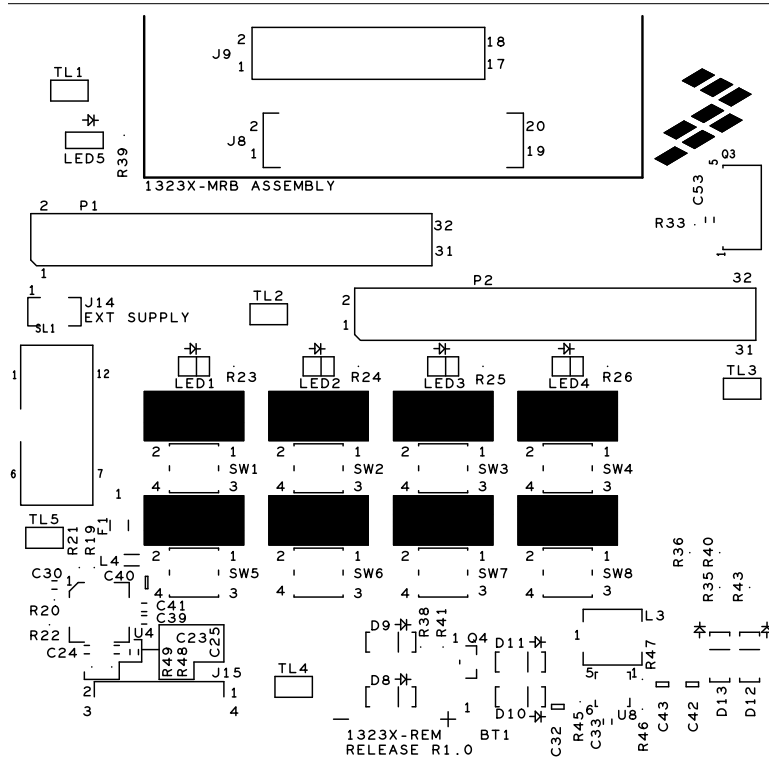 2 18
J9
1 17
TL1
LED5
R39
2 20
J8
1 19
1323X-MRB ASSEMBLY
5 Q3
C53
R33
1
2 P1
32
31
1
P2 32
2
1
31
1
J14
EXT SUPPLY
SL1
TL2
1 12
6 7
LED1 R23
LED2 R24
LED3 R25
LED4 R26
TL3
2 1 2 1 2 1 2 1
SW1 SW2 SW3 SW4
4 3 4 3 4 3 4 3
1
TL5
R21
R19
F1
L4
2 1 2 1 2 1 2 1
SW5 SW6 SW7 SW8
4 3 4 3 4 3 4 3
R36
R40
R35
R43
C30 1 C40
R20
C41
C39
R22
U4
C24
C23
C25
R49
R48
J15
2 1
3 4
D9
R38
R41
1 Q4
D11
1
L3
R47
TL4
D8
1
D10
5 1
6 U8
C32
R45
C33
R46
C43
C42
D13
D12
− + BT1
1323X-REM
RELEASE R1.0